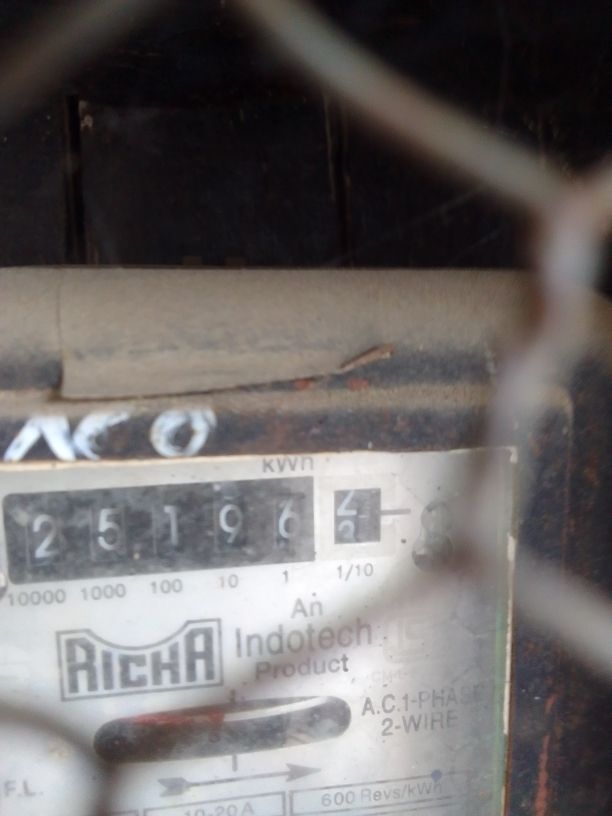 kWh
2 5 1 9 6
10000 1000 100 10 1 1/10
An
RICHA Indotech
Product
A.C.1-PHASE
2-WIRE
F.L.
10-20 A
600 Revs/kWh